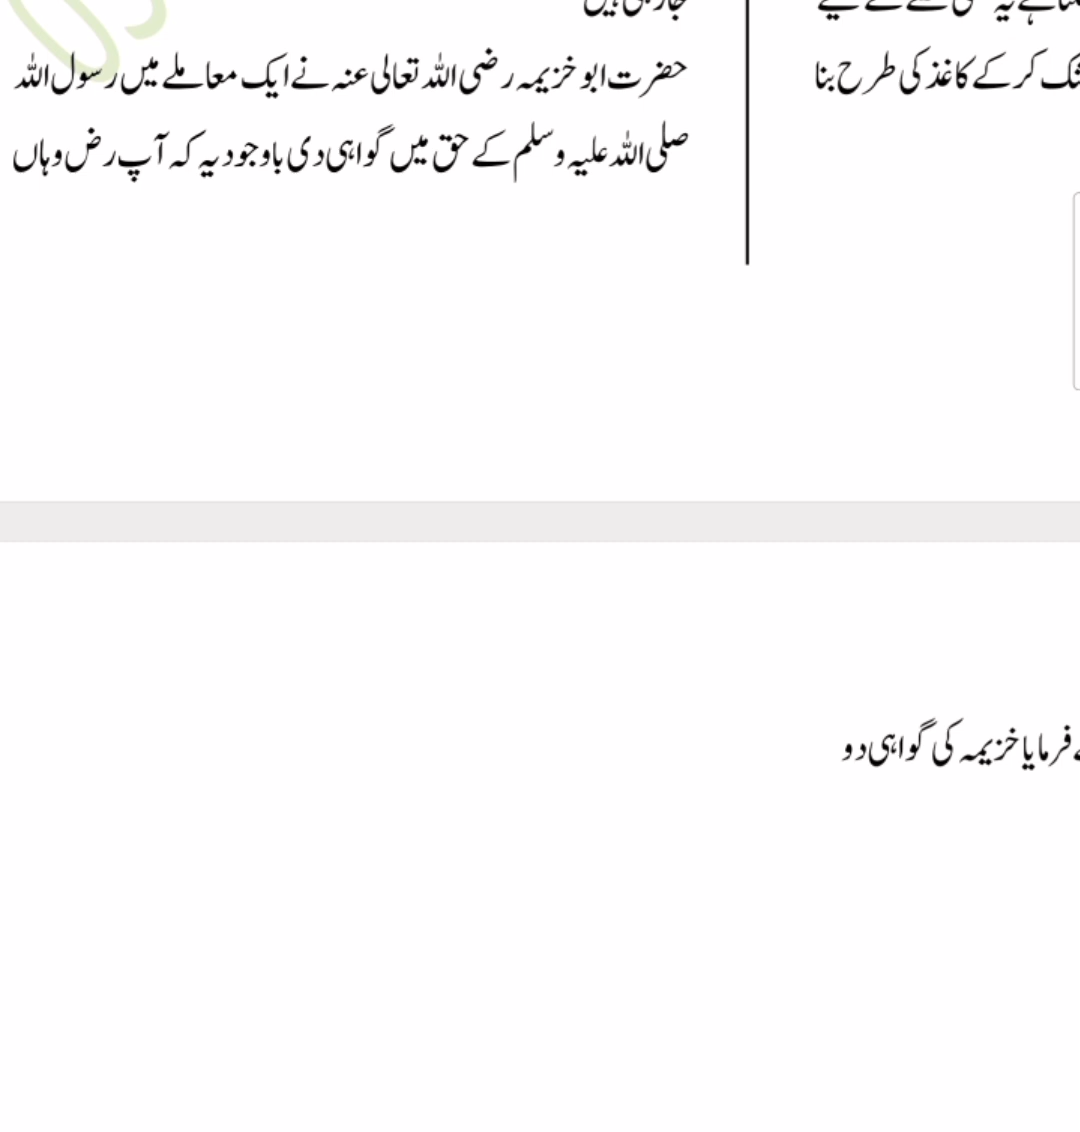 خشک کر کے کاغذ کی طرح بنا
حضرت ابو خزیمہ رضی اللہ تعالی عنہ نے ایک معاملے میں رسول اللہ
صلی اللہ علیہ وسلم کے حق میں گواہی دی باوجود یہ کہ آپ رض وہاں
فرمایا خزیمہ کی گواہی دو